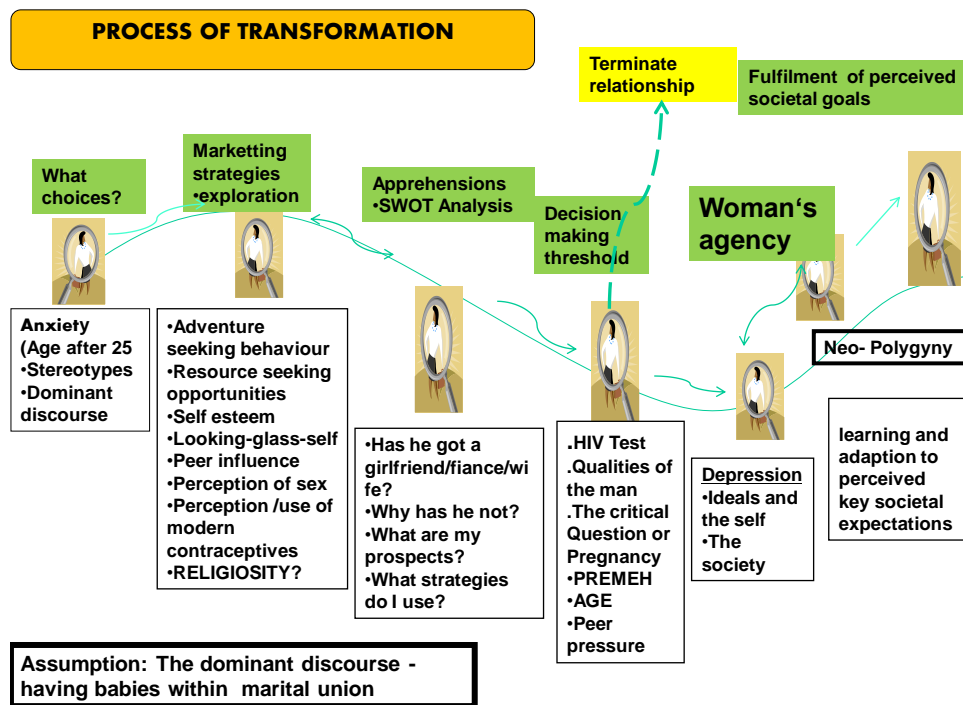 PROCESS OF TRANSFORMATION
Terminate
relationship
Fulfilment of perceived
societal goals
What
choices?
Marketting
strategies
•exploration
Apprehensions
•SWOT Analysis
Decision
making
threshold
Woman‘s
agency
Anxiety
(Age after 25
•Stereotypes
•Dominant
discourse
•Adventure
seeking behaviour
•Resource seeking
opportunities
•Self esteem
•Looking-glass-self
•Peer influence
•Perception of sex
•Perception /use of
modern
contraceptives
•RELIGIOSITY?
•Has he got a
girlfriend/fiance/wi
fe?
•Why has he not?
•What are my
prospects?
•What strategies
do I use?
.HIV Test
.Qualities of
the man
.The critical
Question or
Pregnancy
•PREMEH
•AGE
•Peer
pressure
Depression
•Ideals and
the self
•The
society
Neo- Polygyny
learning and
adaption to
perceived
key societal
expectations
Assumption: The dominant discourse -
having babies within marital union